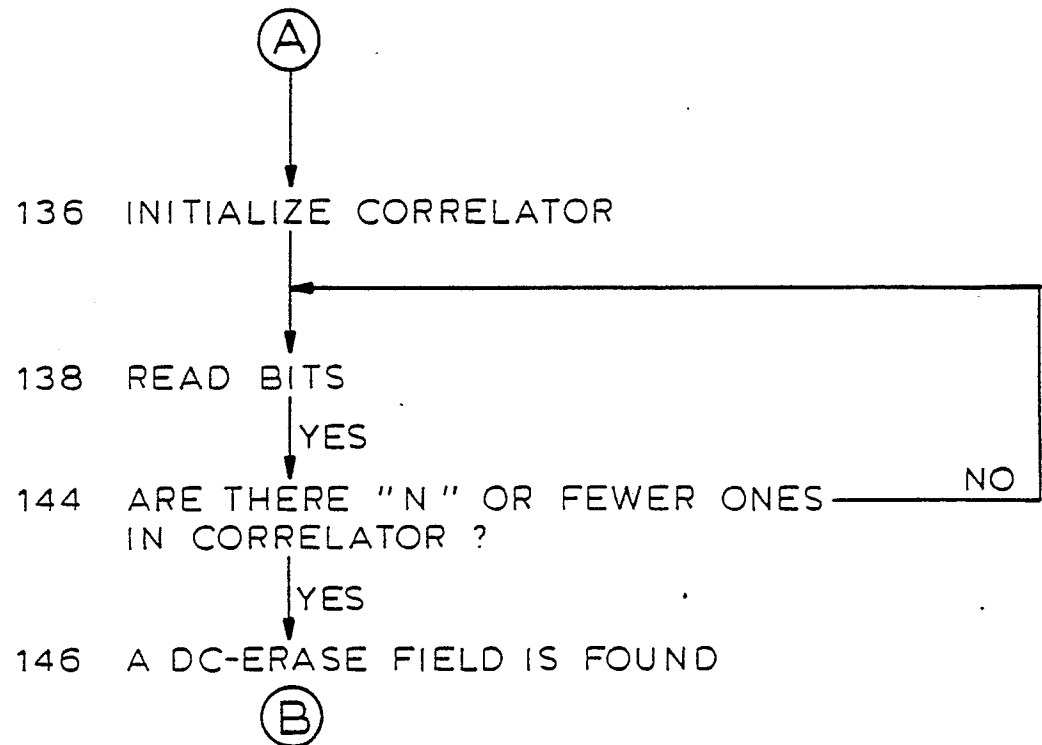 A
136 INITIALIZE CORRELATOR
138 READ BITS
YES
144 ARE THERE "N" OR FEWER ONES
NO
IN CORRELATOR ?
YES
146 A DC-ERASE FIELD IS FOUND
B